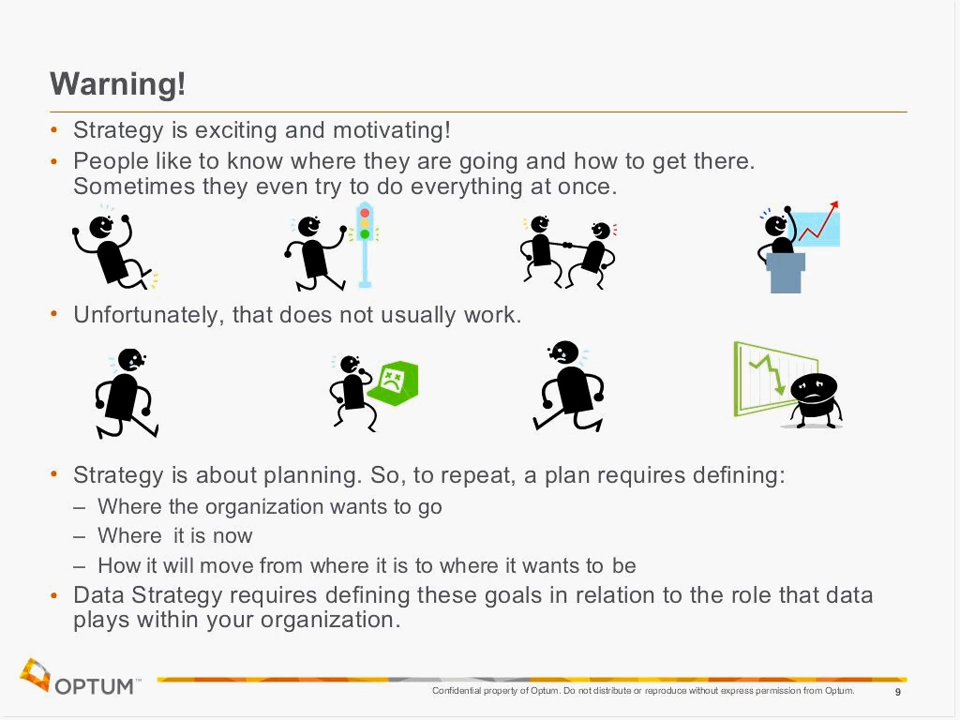 Warning!
• Strategy is exciting and motivating!
• People like to know where they are going and how to get there.
Sometimes they even try to do everything at once.
• Unfortunately, that does not usually work.
• Strategy is about planning. So, to repeat, a plan requires defining:
– Where the organization wants to go
– Where it is now
– How it will move from where it is to where it wants to be
• Data Strategy requires defining these goals in relation to the role that data
plays within your organization.
OPTUM™
Confidential property of Optum. Do not distribute or reproduce without express permission from Optum.
9